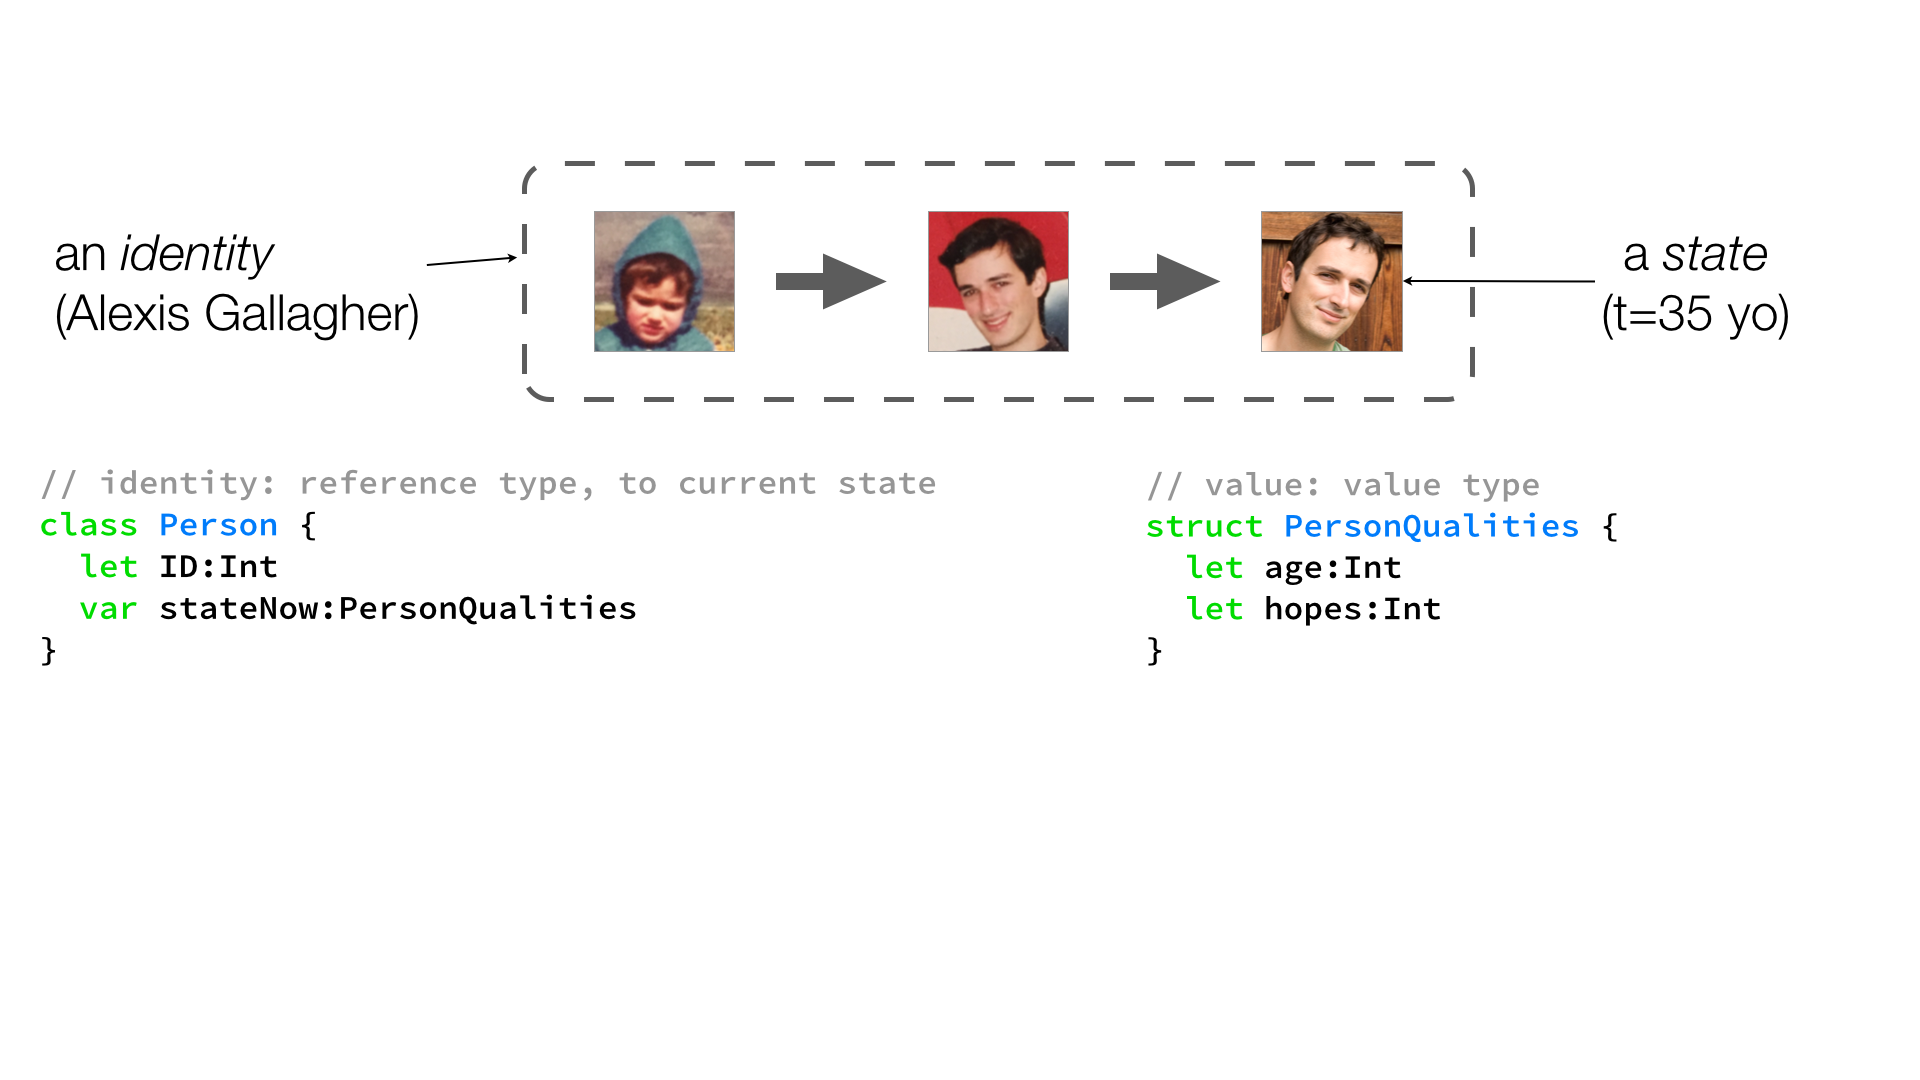 an identity
(Alexis Gallagher)
a state
(t=35 yo)
// identity: reference type, to current state
class Person {
  let ID:Int
  var stateNow:PersonQualities
}
// value: value type
struct PersonQualities {
  let age:Int
  let hopes:Int
}